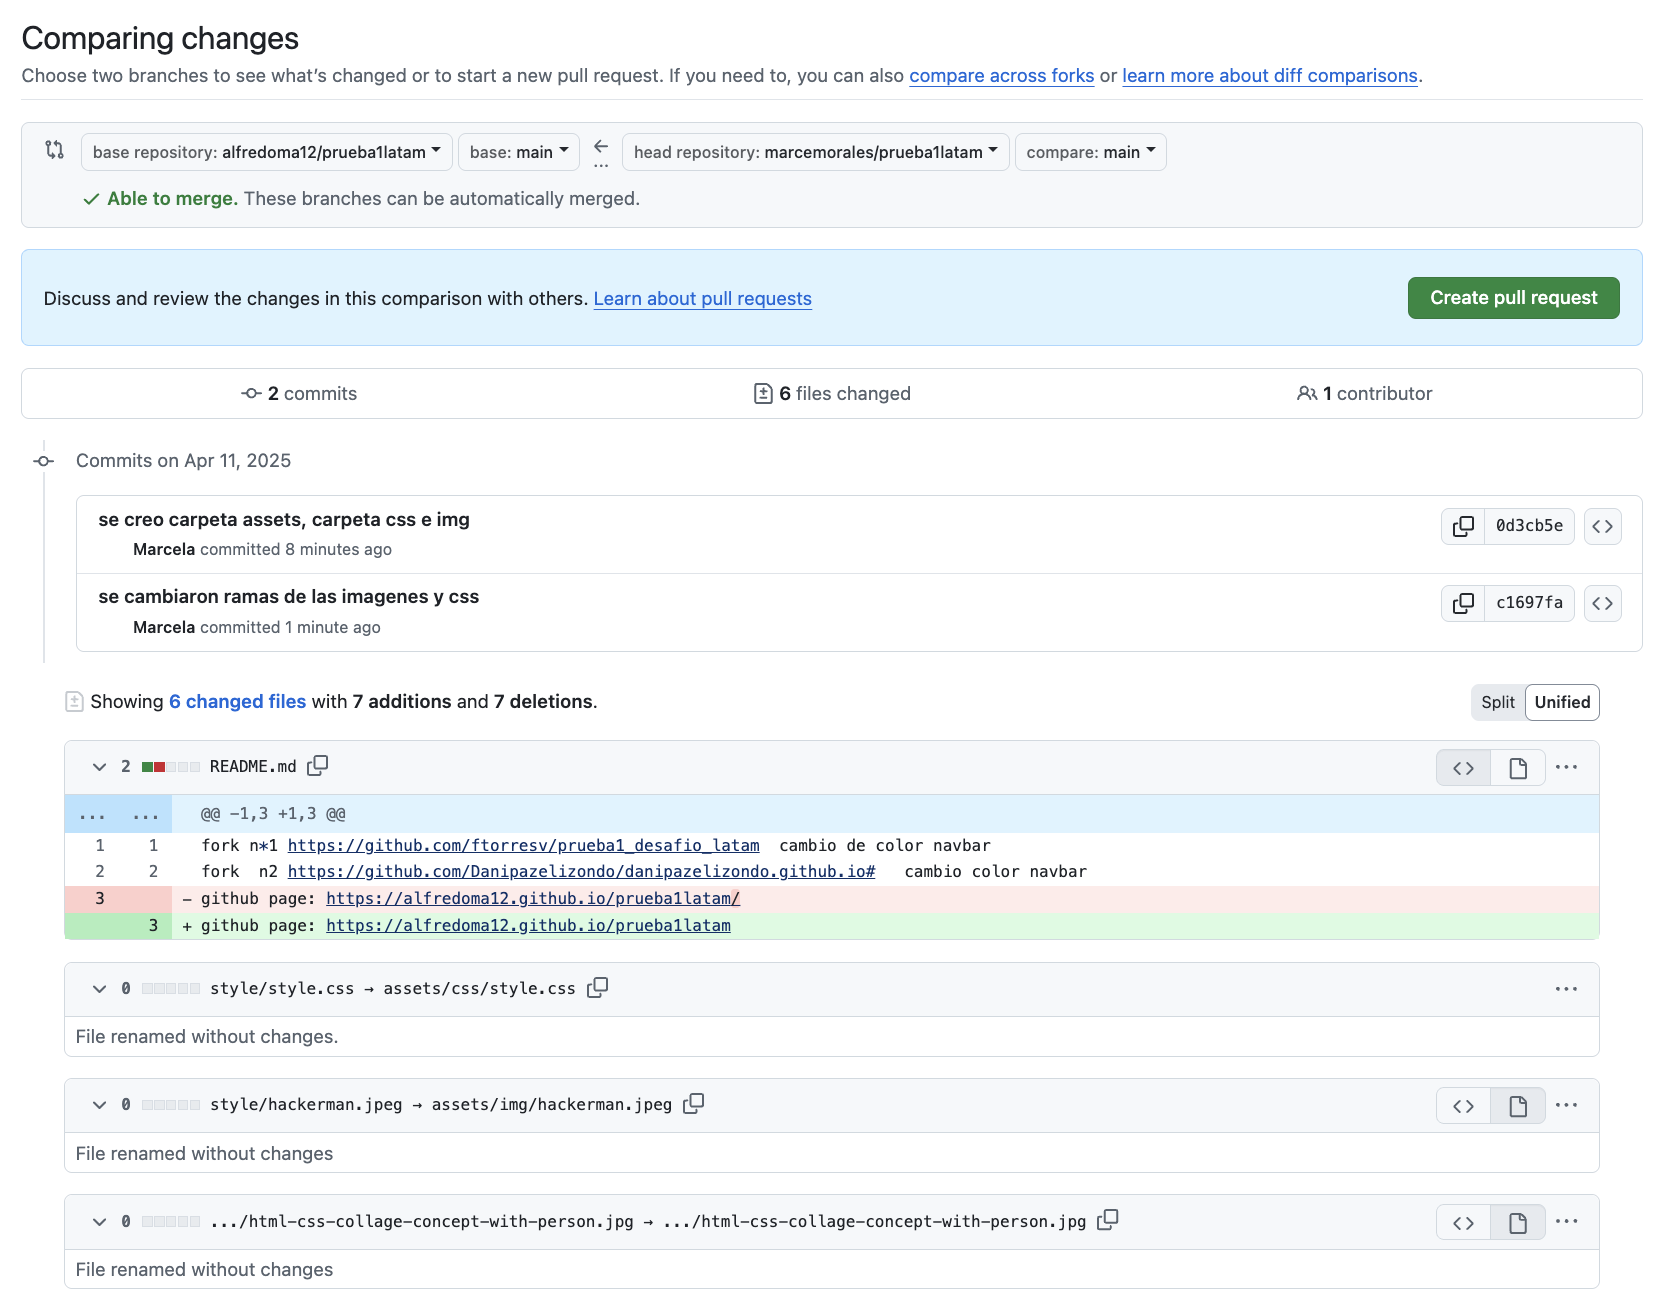 Comparing changes
Choose two branches to see what's changed or to start a new pull request. If you need to, you can also compare across forks or learn more about diff comparisons.
base repository: alfredoma12/prueba1latam base: main ... head repository: marcemorales/prueba1latam compare: main
Able to merge. These branches can be automatically merged.
Discuss and review the changes in this comparison with others. Learn about pull requests Create pull request
2 commits 6 files changed 1 contributor
Commits on Apr 11, 2025
se creo carpeta assets, carpeta css e img 0d3cb5e
Marcela committed 8 minutes ago
se cambiaron ramas de las imagenes y css c1697fa
Marcela committed 1 minute ago
Showing 6 changed files with 7 additions and 7 deletions. Split Unified
2 README.md
... ... @@ -1,3 +1,3 @@
1 1 fork n*1 https://github.com/ftorresv/prueba1_desafio_latam cambio de color navbar
2 2 fork n2 https://github.com/Danipazelizondo/danipazelizondo.github.io# cambio color navbar
3 - github page: https://alfredoma12.github.io/prueba1latam/
3 + github page: https://alfredoma12.github.io/prueba1latam
0 style/style.css → assets/css/style.css
File renamed without changes.
0 style/hackerman.jpeg → assets/img/hackerman.jpeg
File renamed without changes
0 .../html-css-collage-concept-with-person.jpg → .../html-css-collage-concept-with-person.jpg
File renamed without changes